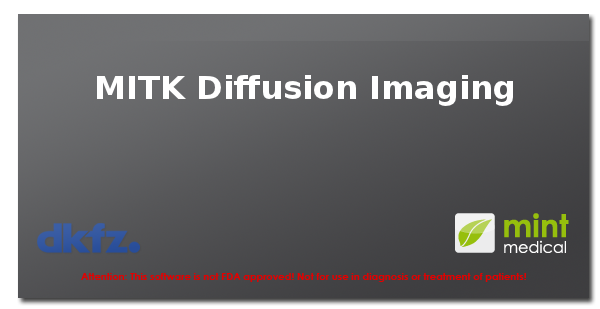 MITK Diffusion Imaging
dkfz.
mint
medical
Attention: This software is not FDA approved! Not for use in diagnosis or treatment of patients!